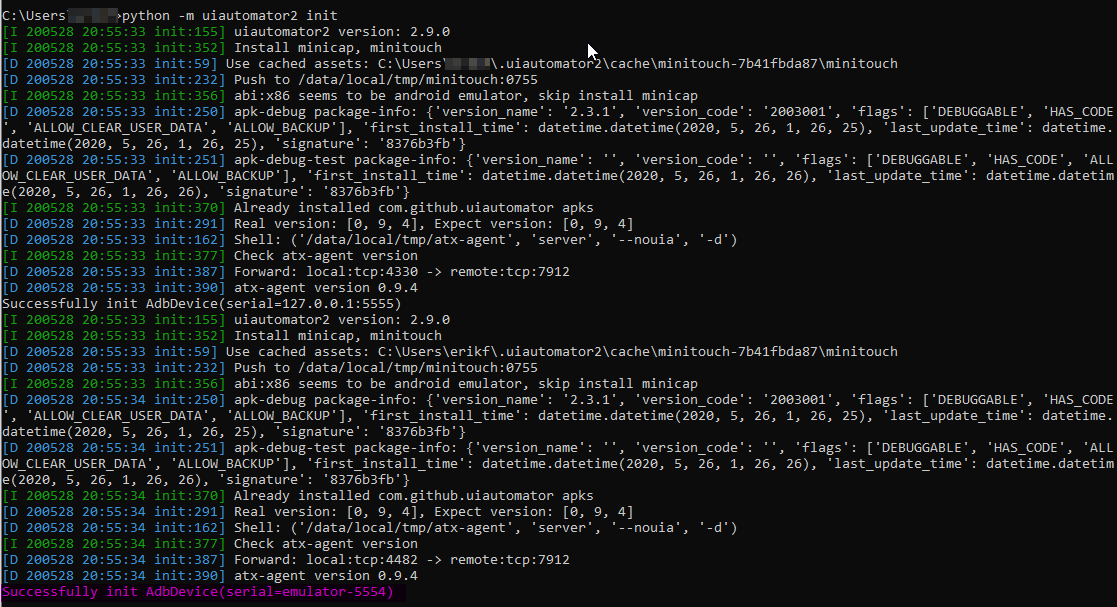 C:\Users\ >python -m uiautomator2 init
[I 200528 20:55:33 init:155] uiautomator2 version: 2.9.0
[I 200528 20:55:33 init:352] Install minicap, minitouch
[D 200528 20:55:33 init:59] Use cached assets: C:\Users\ \.uiautomator2\cache\minitouch-7b41fbda87\minitouch
[D 200528 20:55:33 init:232] Push to /data/local/tmp/minitouch:0755
[I 200528 20:55:33 init:356] abi:x86 seems to be android emulator, skip install minicap
[D 200528 20:55:33 init:250] apk-debug package-info: {'version_name': '2.3.1', 'version_code': '2003001', 'flags': ['DEBUGGABLE', 'HAS_CODE
', 'ALLOW_CLEAR_USER_DATA', 'ALLOW_BACKUP'], 'first_install_time': datetime.datetime(2020, 5, 26, 1, 26, 25), 'last_update_time': datetime.
datetime(2020, 5, 26, 1, 26, 25), 'signature': '8376b3fb'}
[D 200528 20:55:33 init:251] apk-debug-test package-info: {'version_name': '', 'version_code': '', 'flags': ['DEBUGGABLE', 'HAS_CODE', 'ALL
OW_CLEAR_USER_DATA', 'ALLOW_BACKUP'], 'first_install_time': datetime.datetime(2020, 5, 26, 1, 26, 26), 'last_update_time': datetime.datetim
e(2020, 5, 26, 1, 26, 26), 'signature': '8376b3fb'}
[I 200528 20:55:33 init:370] Already installed com.github.uiautomator apks
[D 200528 20:55:33 init:291] Real version: [0, 9, 4], Expect version: [0, 9, 4]
[D 200528 20:55:33 init:162] Shell: ('/data/local/tmp/atx-agent', 'server', '--nouia', '-d')
[I 200528 20:55:33 init:377] Check atx-agent version
[D 200528 20:55:33 init:387] Forward: local:tcp:4330 -> remote:tcp:7912
[D 200528 20:55:33 init:390] atx-agent version 0.9.4
Successfully init AdbDevice(serial=127.0.0.1:5555)
[I 200528 20:55:33 init:155] uiautomator2 version: 2.9.0
[I 200528 20:55:33 init:352] Install minicap, minitouch
[D 200528 20:55:33 init:59] Use cached assets: C:\Users\erikf\.uiautomator2\cache\minitouch-7b41fbda87\minitouch
[D 200528 20:55:33 init:232] Push to /data/local/tmp/minitouch:0755
[I 200528 20:55:33 init:356] abi:x86 seems to be android emulator, skip install minicap
[D 200528 20:55:34 init:250] apk-debug package-info: {'version_name': '2.3.1', 'version_code': '2003001', 'flags': ['DEBUGGABLE', 'HAS_CODE
', 'ALLOW_CLEAR_USER_DATA', 'ALLOW_BACKUP'], 'first_install_time': datetime.datetime(2020, 5, 26, 1, 26, 25), 'last_update_time': datetime.
datetime(2020, 5, 26, 1, 26, 25), 'signature': '8376b3fb'}
[D 200528 20:55:34 init:251] apk-debug-test package-info: {'version_name': '', 'version_code': '', 'flags': ['DEBUGGABLE', 'HAS_CODE', 'ALL
OW_CLEAR_USER_DATA', 'ALLOW_BACKUP'], 'first_install_time': datetime.datetime(2020, 5, 26, 1, 26, 26), 'last_update_time': datetime.datetim
e(2020, 5, 26, 1, 26, 26), 'signature': '8376b3fb'}
[I 200528 20:55:34 init:370] Already installed com.github.uiautomator apks
[D 200528 20:55:34 init:291] Real version: [0, 9, 4], Expect version: [0, 9, 4]
[D 200528 20:55:34 init:162] Shell: ('/data/local/tmp/atx-agent', 'server', '--nouia', '-d')
[I 200528 20:55:34 init:377] Check atx-agent version
[D 200528 20:55:34 init:387] Forward: local:tcp:4482 -> remote:tcp:7912
[D 200528 20:55:34 init:390] atx-agent version 0.9.4
Successfully init AdbDevice(serial=emulator-5554)